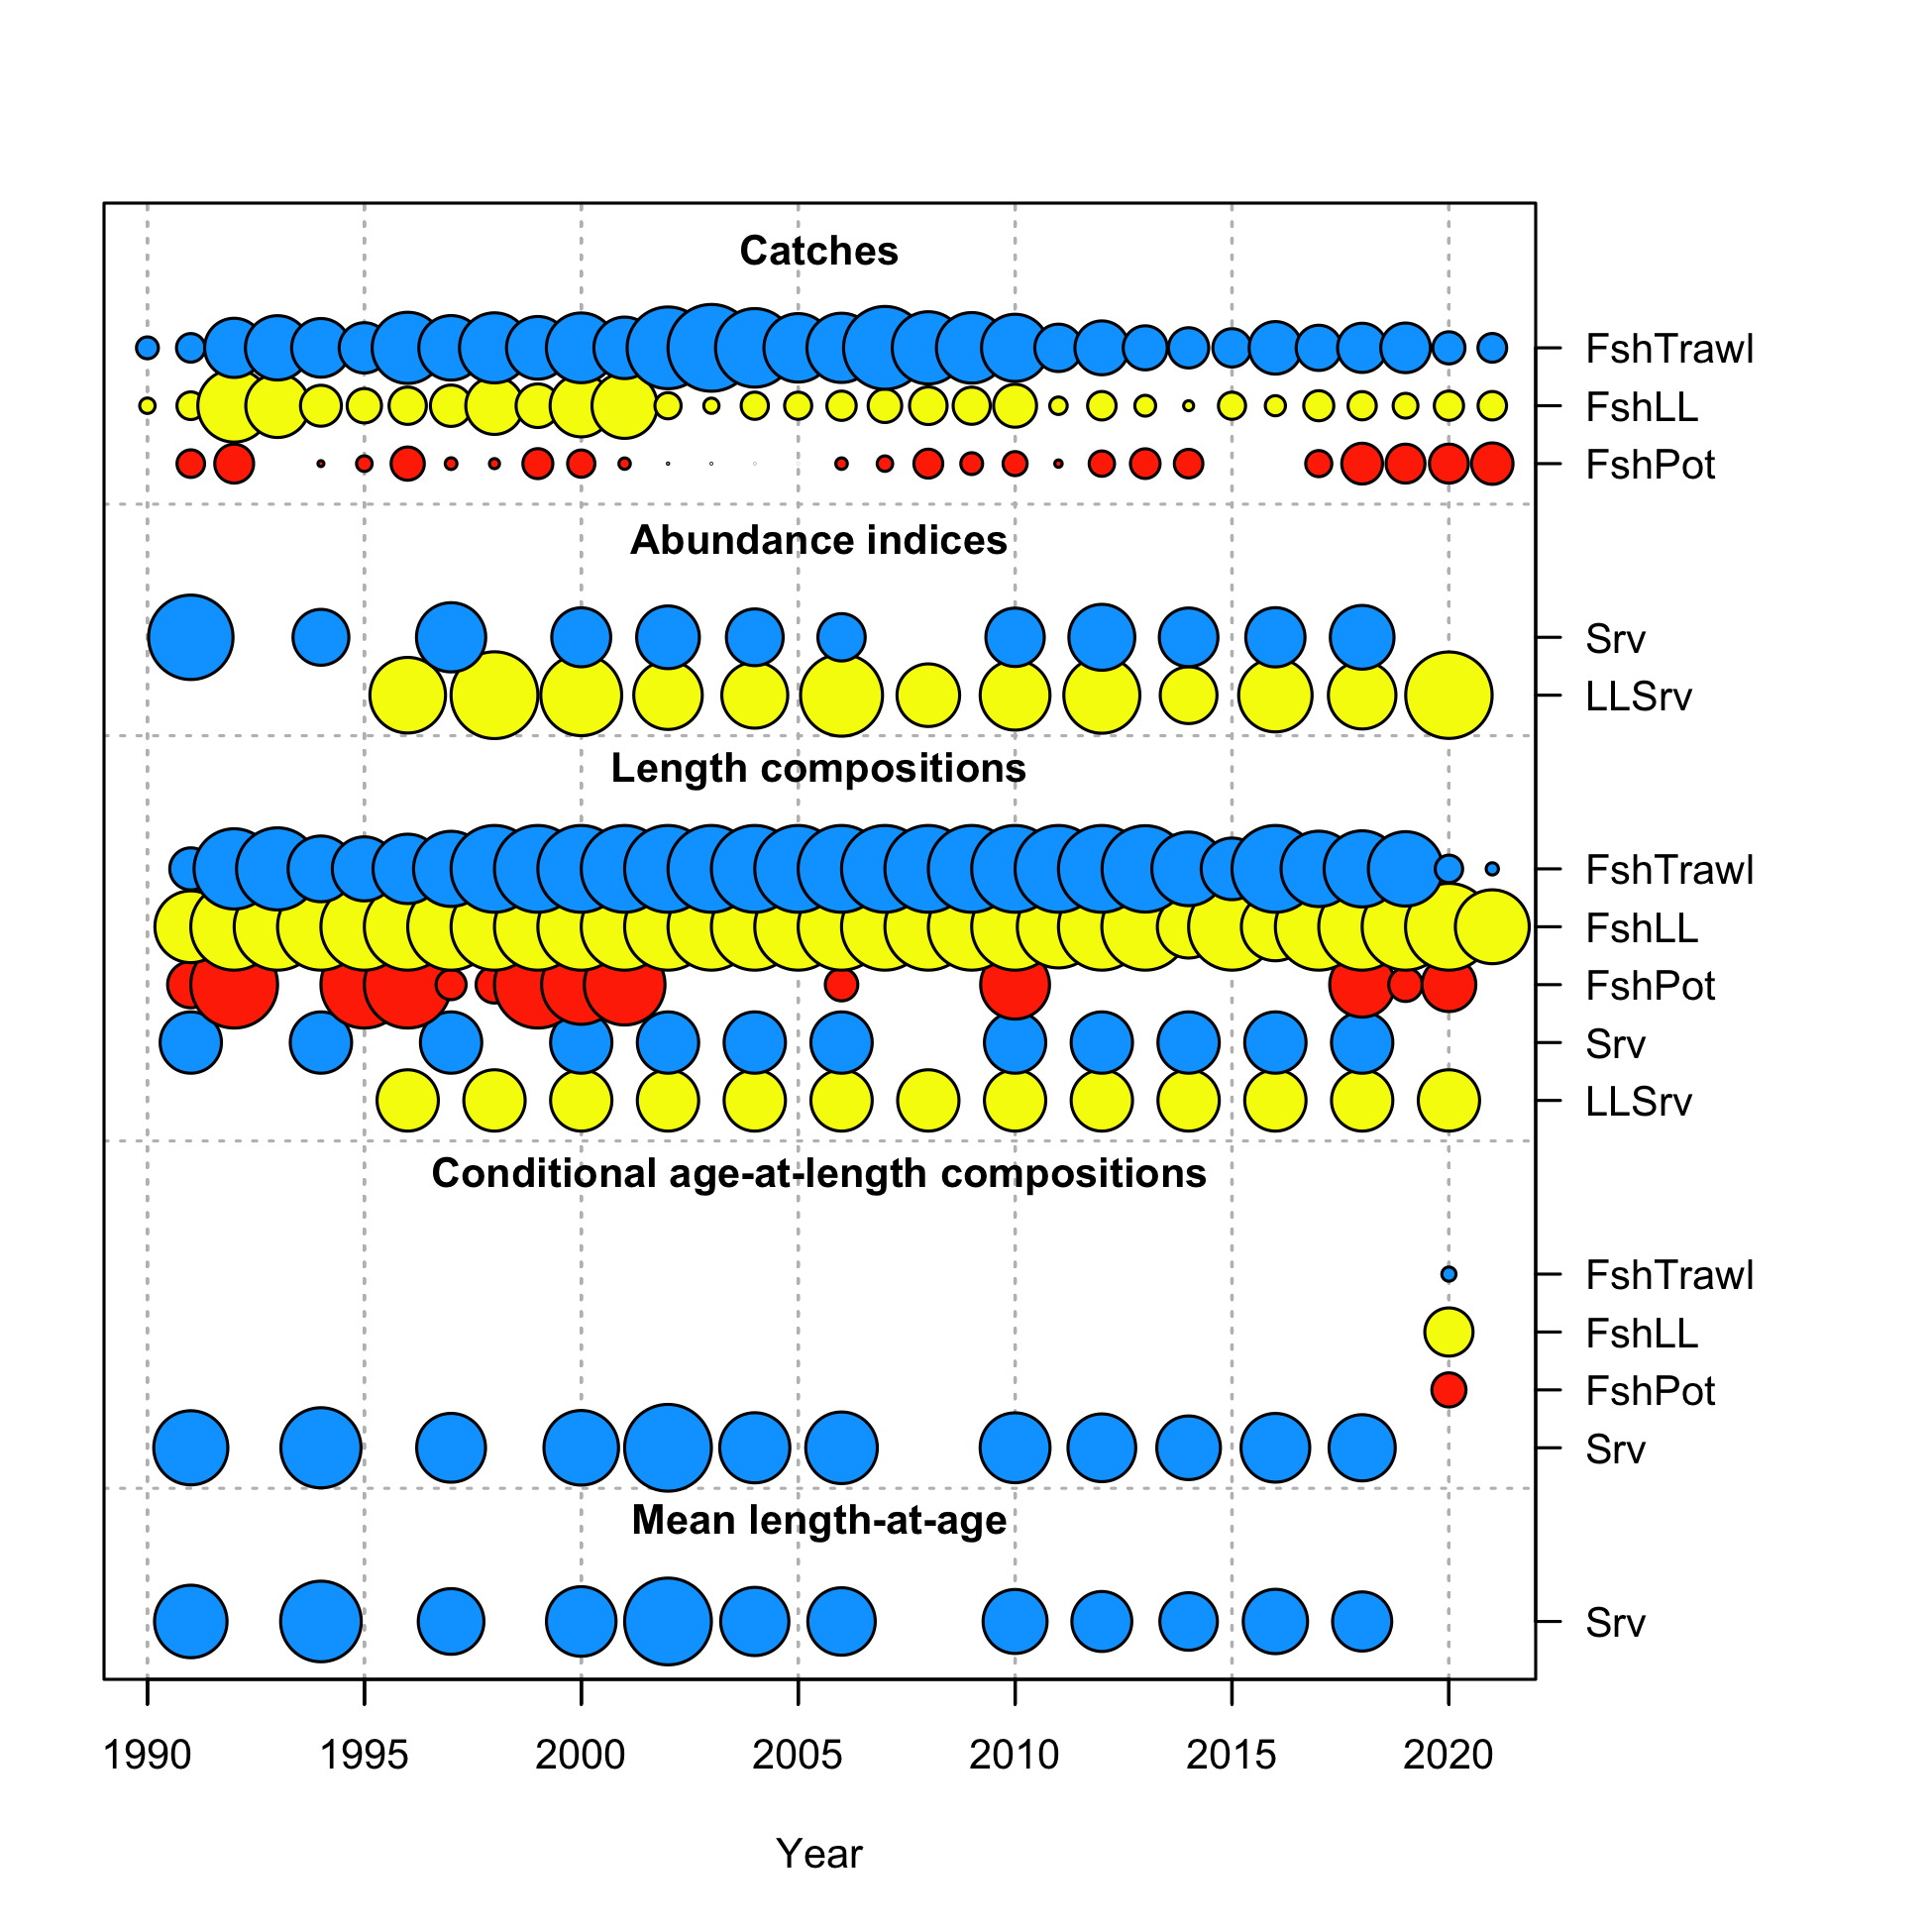 Catches
FshTrawl
FshLL
FshPot
Abundance indices
Srv
LLSrv
Length compositions
FshTrawl
FshLL
FshPot
Srv
LLSrv
Conditional age-at-length compositions
FshTrawl
FshLL
FshPot
Srv
Mean length-at-age
Srv
1990 1995 2000 2005 2010 2015 2020
Year